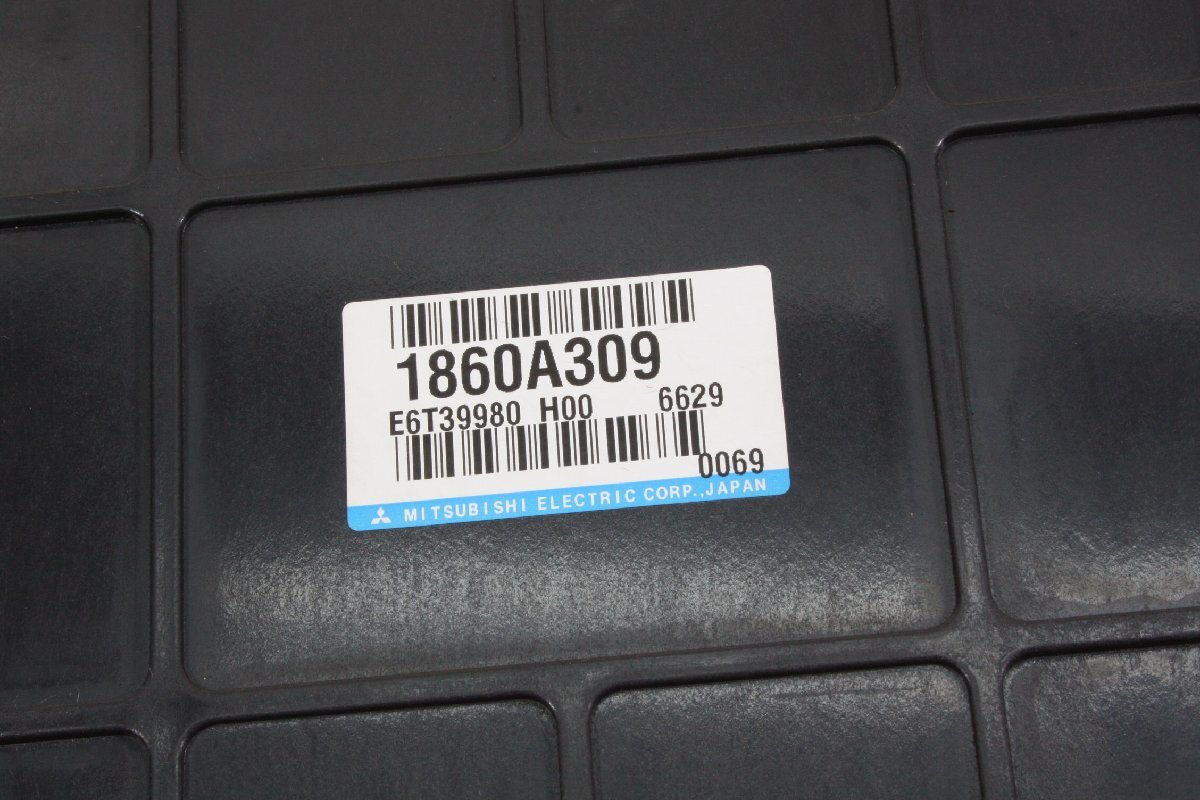 1860A309
E6T39980 H00 6629
0069
MITSUBISHI ELECTRIC CORP.,JAPAN